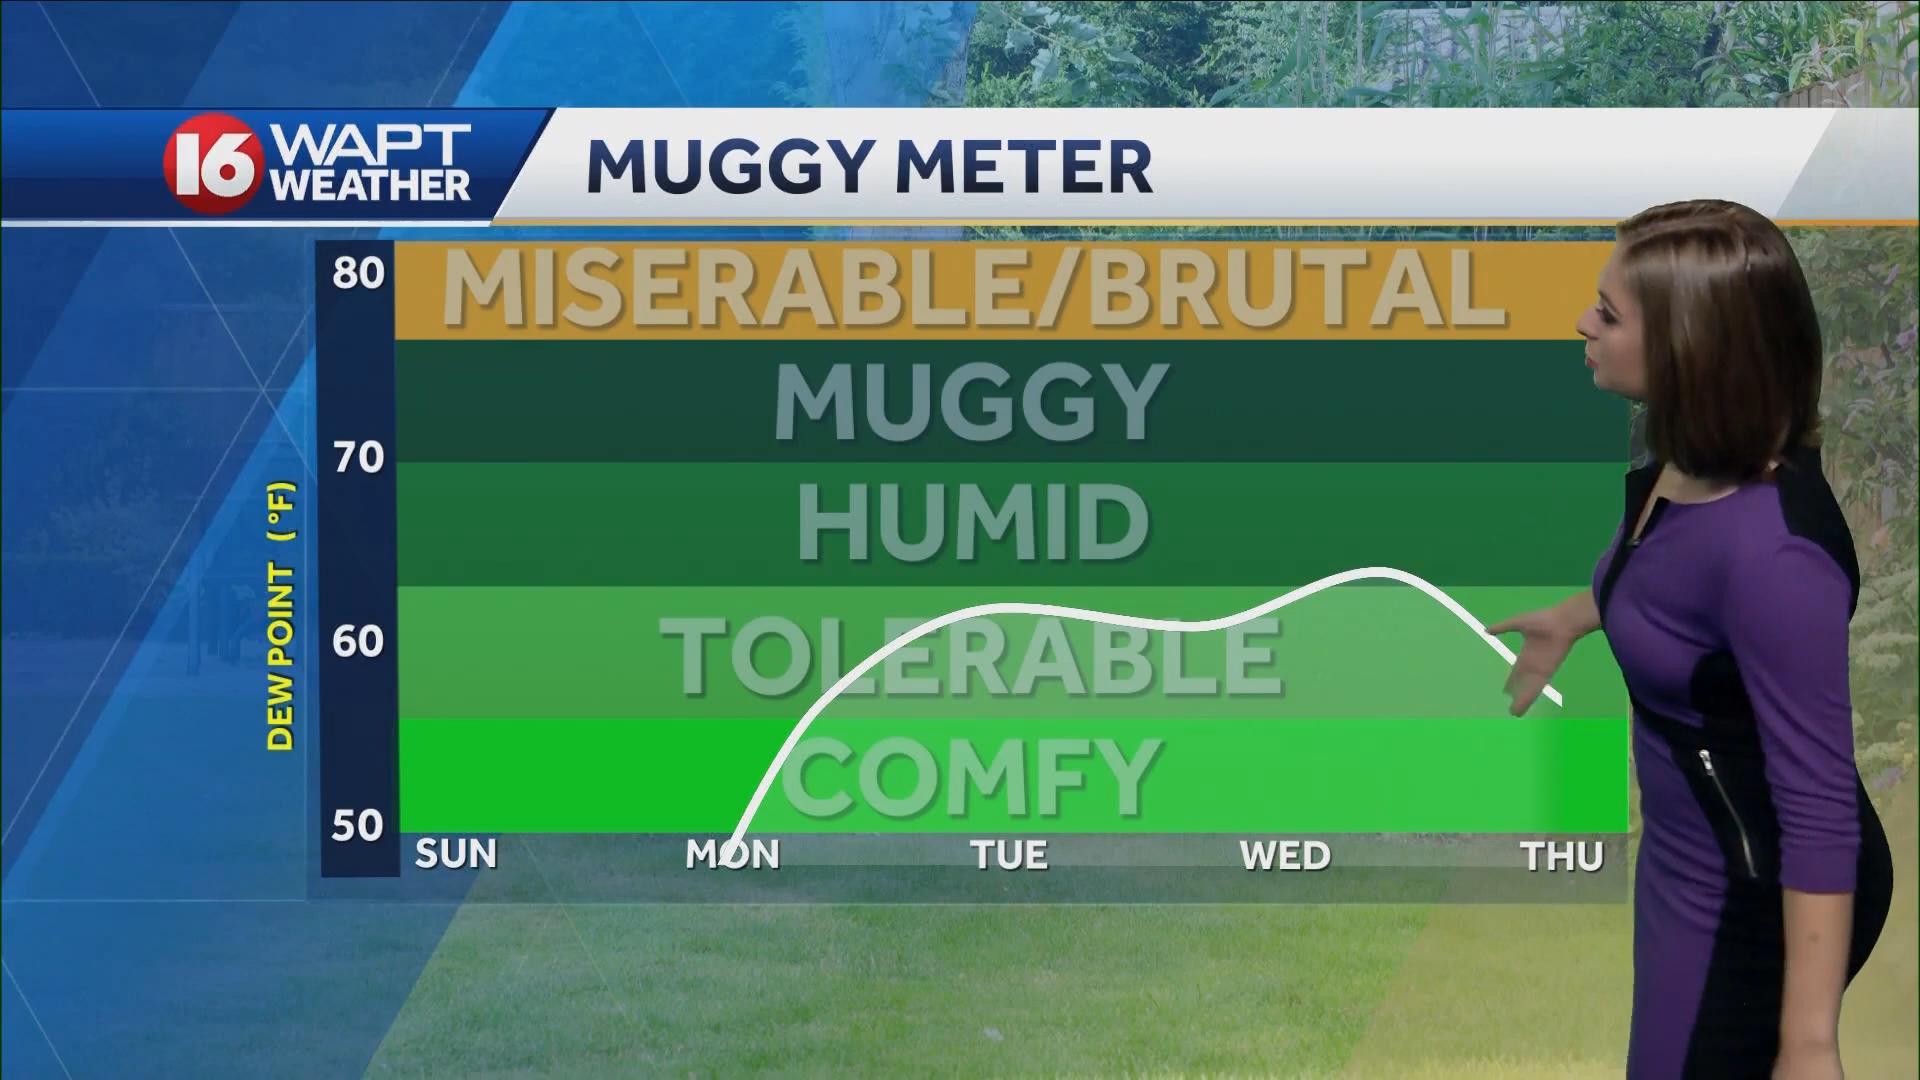 16 WAPT
WEATHER
MUGGY METER
80
MISERABLE/BRUTAL
MUGGY
70
HUMID
DEW POINT (°F)
60
TOLERABLE
COMFY
50
SUN MON TUE WED THU